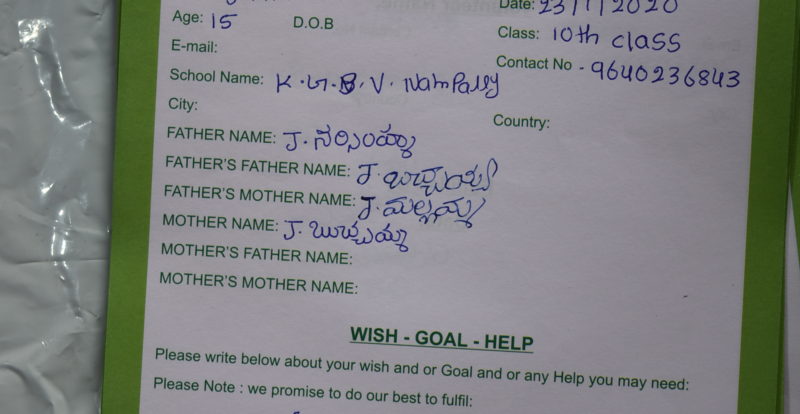 Date: 23/1/2020
Age: 15 D.O.B
Class: 10th class
E-mail:
Contact No - 9640236843
School Name: K.G.B.V. Nampally
City: Country:
FATHER NAME: J. నర్సింహ్మ
FATHER'S FATHER NAME: J. బుచ్చయ్య
FATHER'S MOTHER NAME: J. మల్లమ్మ
MOTHER NAME: J. బుచ్చమ్మ
MOTHER'S FATHER NAME:
MOTHER'S MOTHER NAME:
WISH - GOAL - HELP
Please write below about your wish and or Goal and or any Help you may need:
Please Note : we promise to do our best to fulfil: